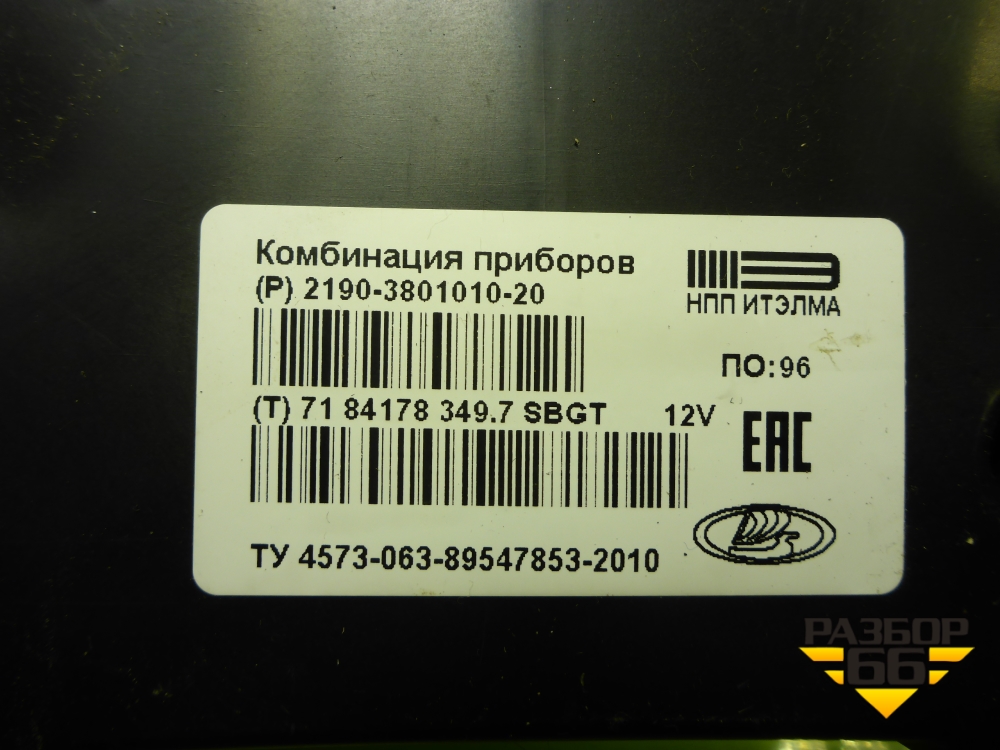 Комбинация приборов
(P) 2190-3801010-20
НПП ИТЭЛМА
ПО:96
(T) 71 84178 349.7 SBGT 12V
EAC
ТУ 4573-063-89547853-2010
РАЗБОР
66